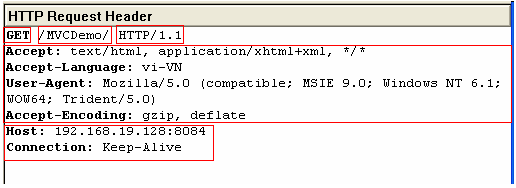 HTTP Request Header
GET /MVCDemo/ HTTP/1.1
Accept: text/html, application/xhtml+xml, */*
Accept-Language: vi-VN
User-Agent: Mozilla/5.0 (compatible; MSIE 9.0; Windows NT 6.1;
WOW64; Trident/5.0)
Accept-Encoding: gzip, deflate
Host: 192.168.19.128:8084
Connection: Keep-Alive